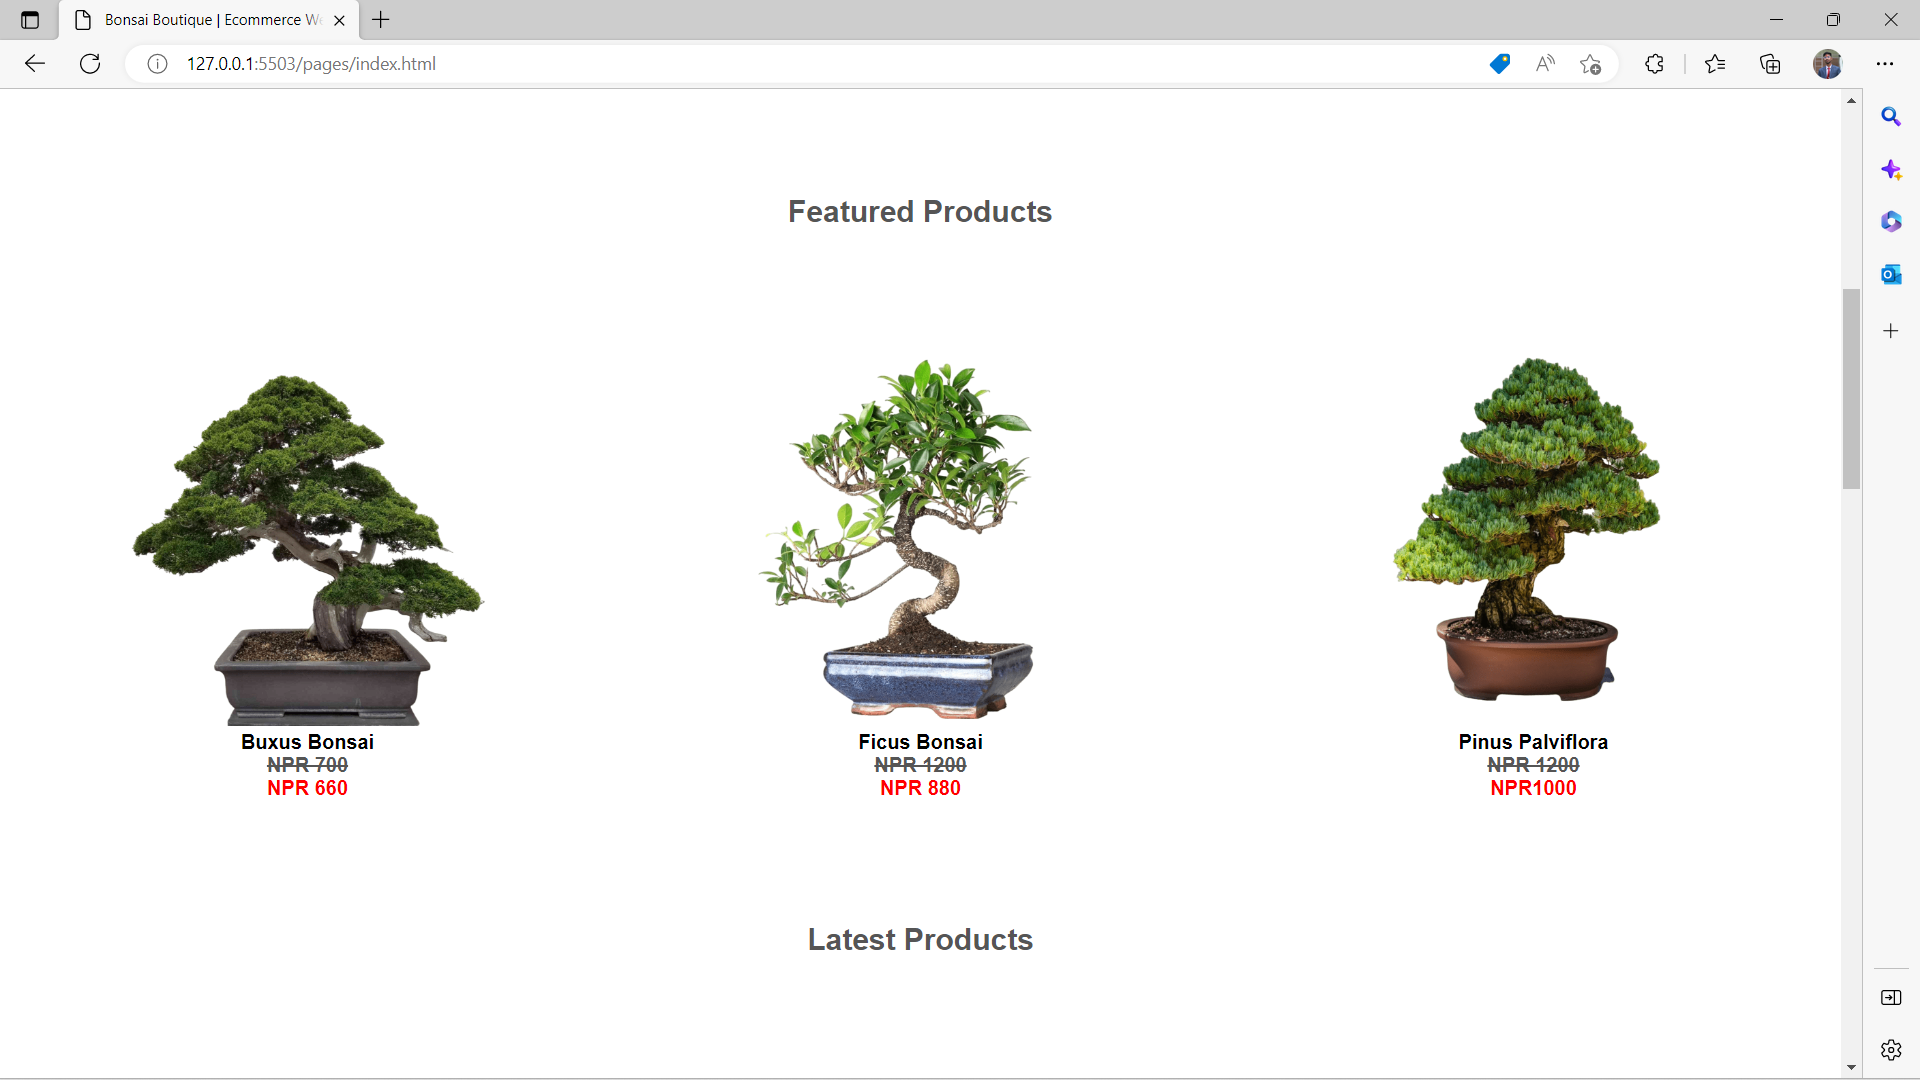 Bonsai Boutique | Ecommerce W
127.0.0.1:5503/pages/index.html
Featured Products
Buxus Bonsai
NPR 700
NPR 660
Ficus Bonsai
NPR 1200
NPR 880
Pinus Palviflora
NPR 1200
NPR1000
Latest Products